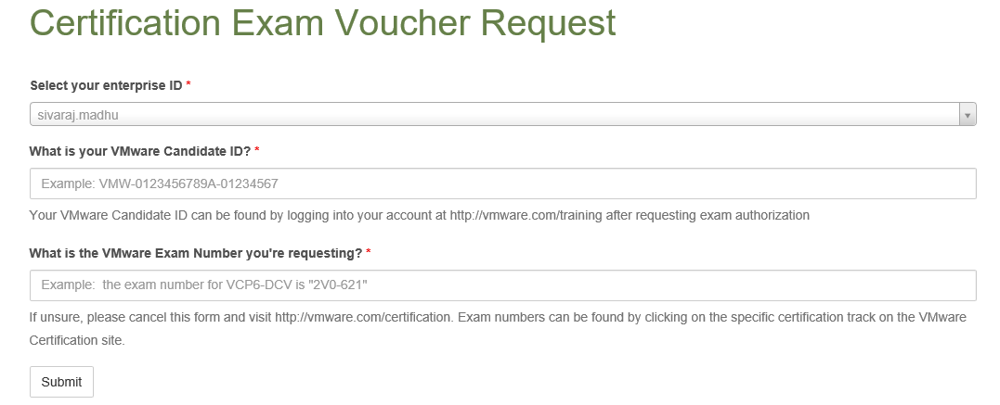 Certification Exam Voucher Request
Select your enterprise ID *
sivaraj.madhu
What is your VMware Candidate ID? *
Example: VMW-0123456789A-01234567
Your VMware Candidate ID can be found by logging into your account at http://vmware.com/training after requesting exam authorization
What is the VMware Exam Number you're requesting? *
Example:  the exam number for VCP6-DCV is "2V0-621"
If unsure, please cancel this form and visit http://vmware.com/certification. Exam numbers can be found by clicking on the specific certification track on the VMware
Certification site.
Submit